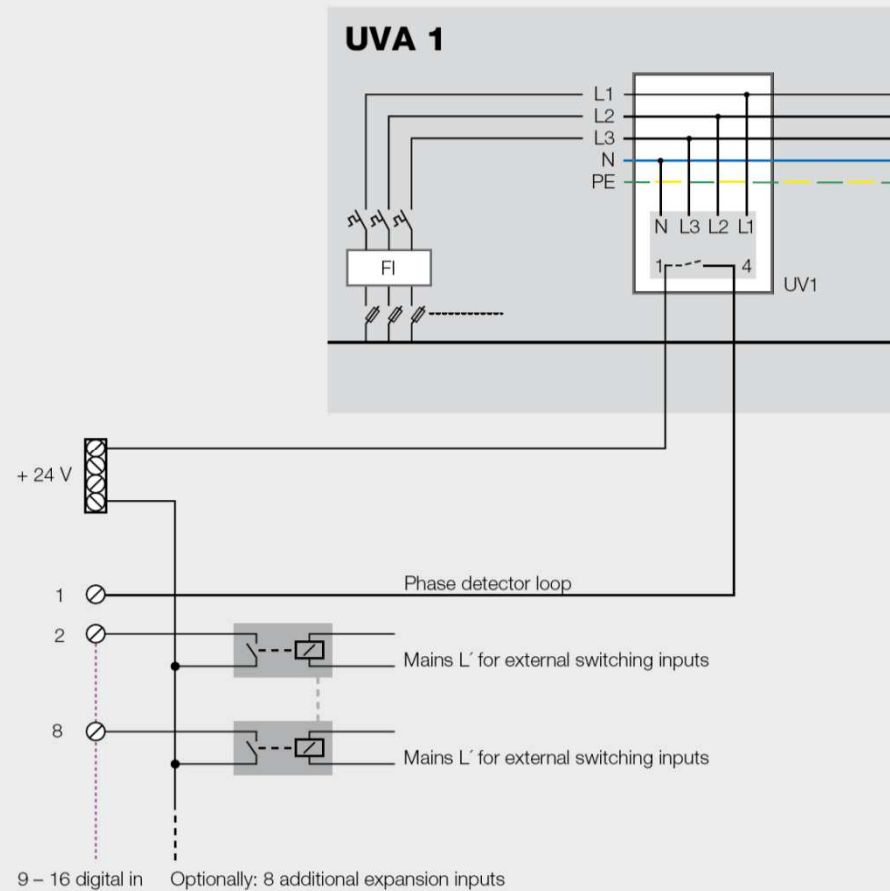 UVA 1
L1
L2
L3
N
PE
N L3 L2 L1
1 4
UV1
FI
+ 24 V
1
Phase detector loop
2
Mains L´ for external switching inputs
8
Mains L´ for external switching inputs
9 – 16 digital in
Optionally: 8 additional expansion inputs